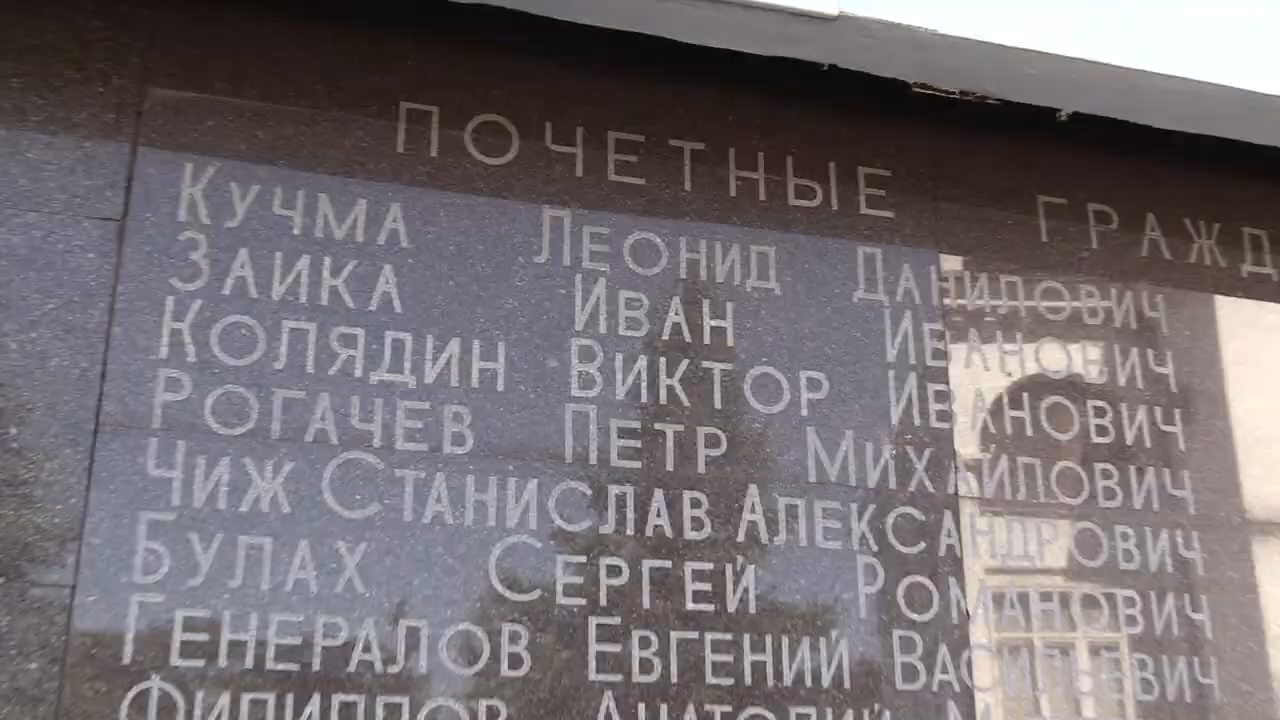 ПОЧЕТНЫЕ ГРАЖД
КУЧМА ЛЕОНИД ДАНИЛОВИЧ
ЗАИКА ИВАН ИВАНОВИЧ
КОЛЯДИН ВИКТОР ИВАНОВИЧ
РОГАЧЕВ ПЕТР МИХАЙЛОВИЧ
ЧИЖ СТАНИСЛАВ АЛЕКСАНДРОВИЧ
БУЛАХ СЕРГЕЙ РОМАНОВИЧ
ГЕНЕРАЛОВ ЕВГЕНИЙ ВАСИЛЬЕВИЧ
ФИЛИППОВ АНАТОЛИЙ